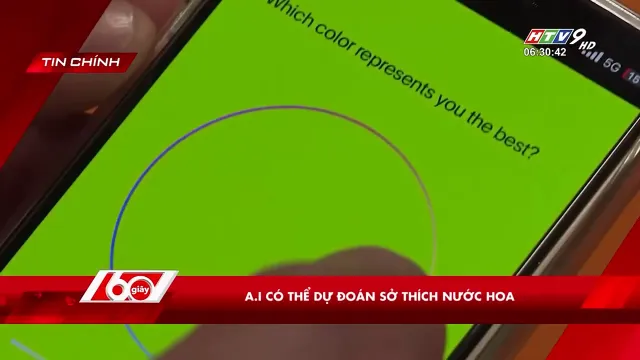 Which color represents you the best?
HTV9 HD
06:30:42
5G
TIN CHÍNH
60 giây
A.I CÓ THỂ DỰ ĐOÁN SỞ THÍCH NƯỚC HOA